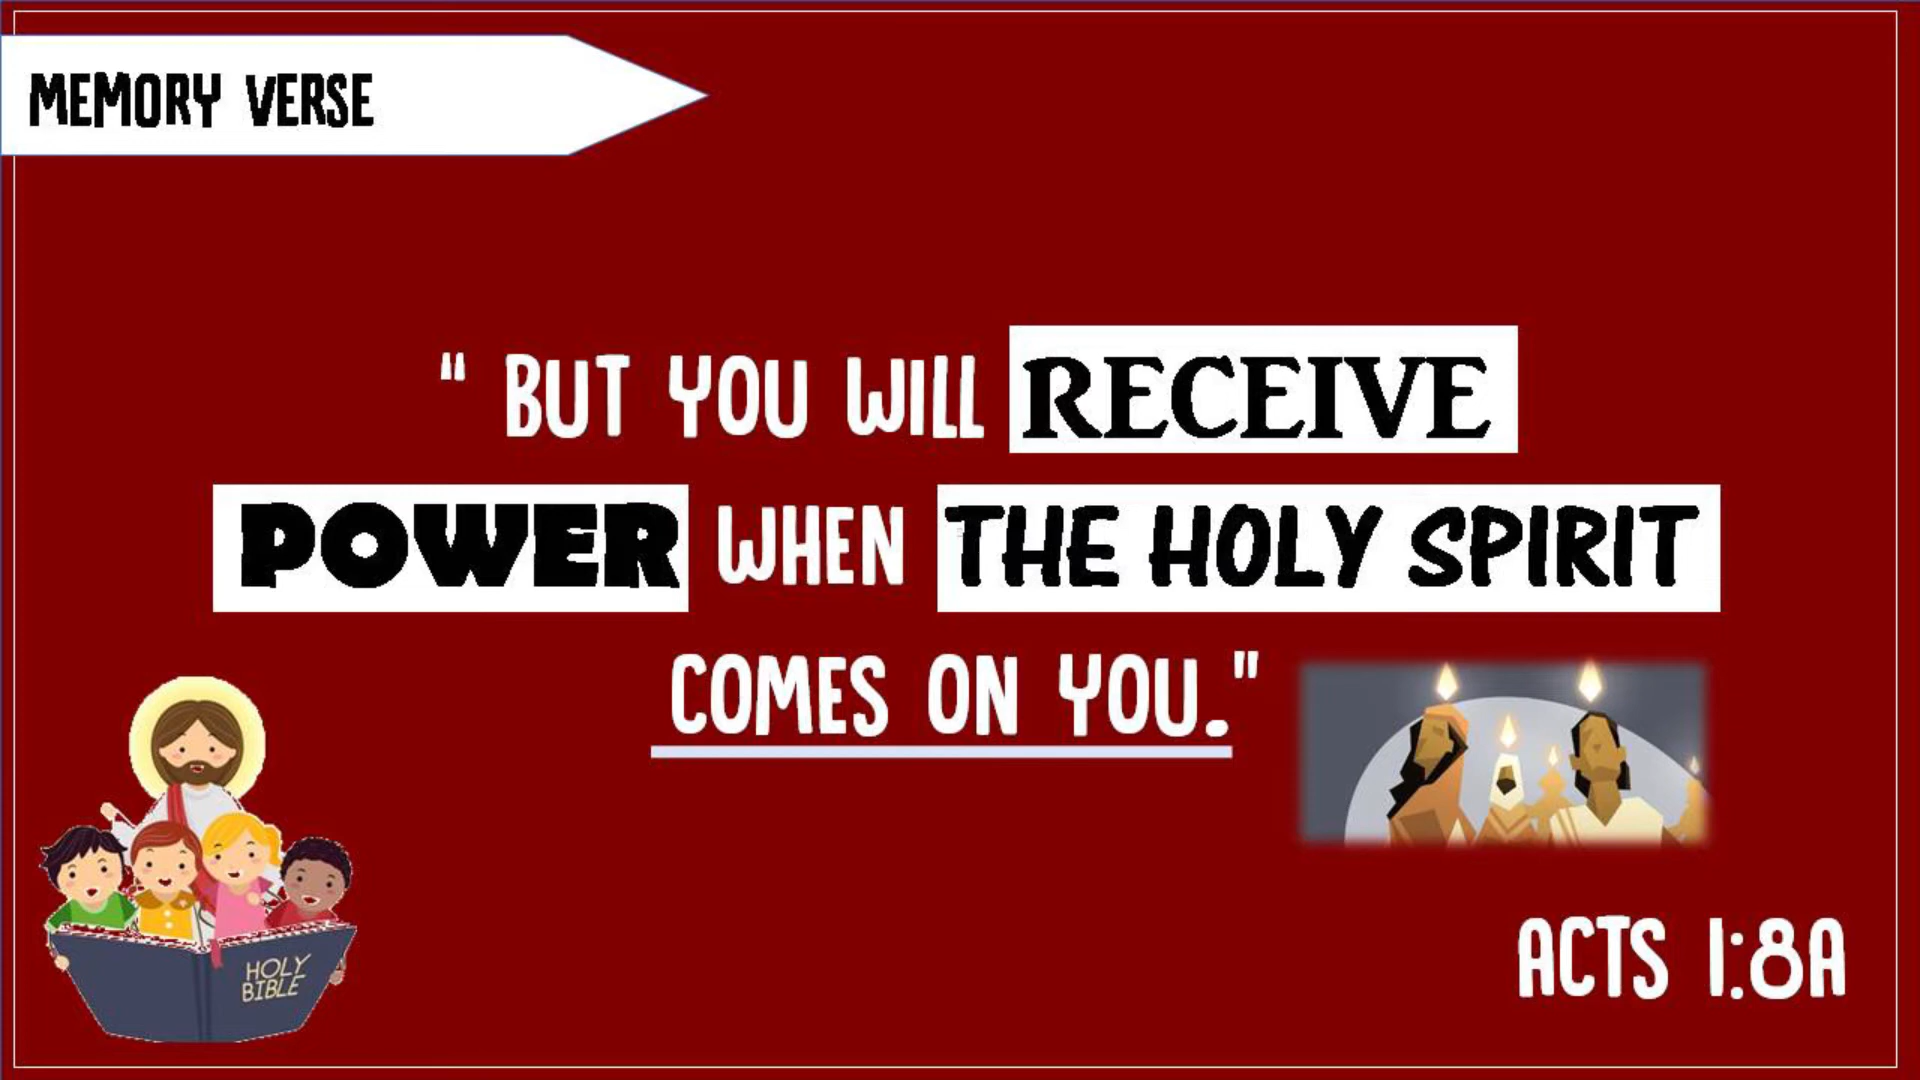 MEMORY VERSE
" BUT YOU WILL RECEIVE
POWER WHEN THE HOLY SPIRIT
COMES ON YOU."
HOLY
BIBLE
ACTS 1:8A